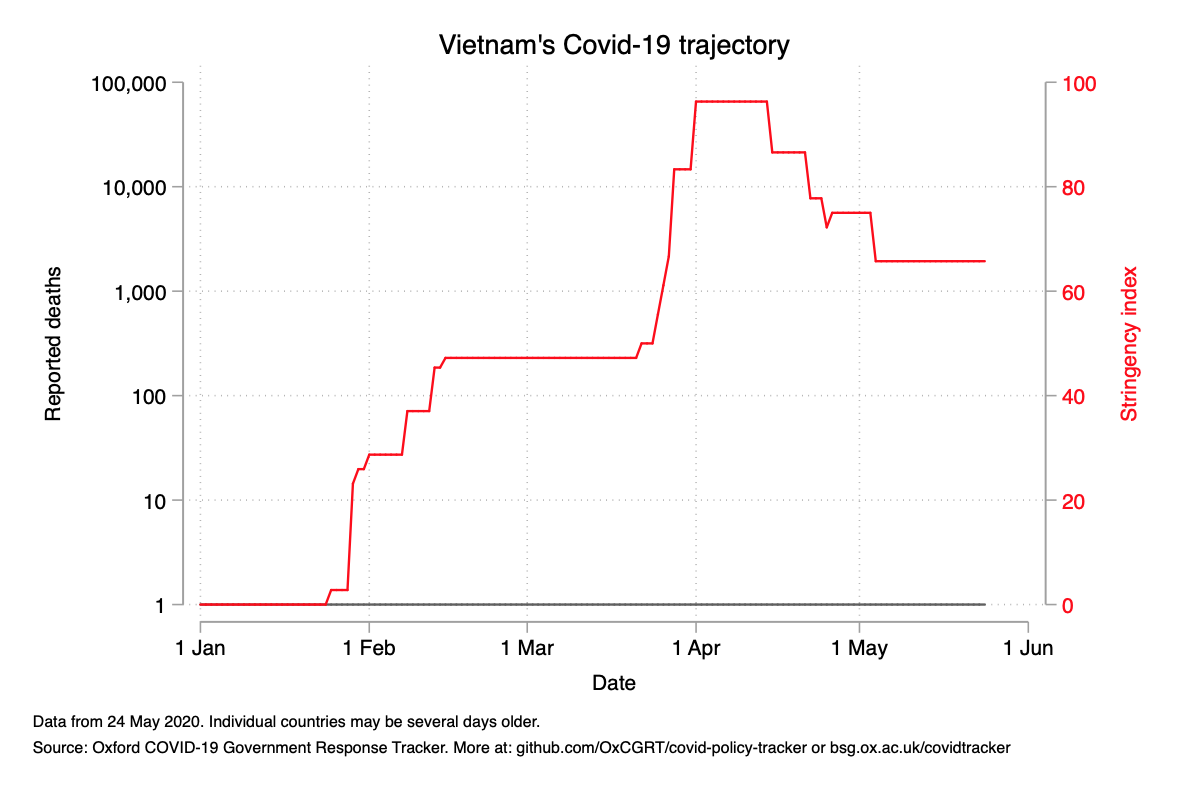 Vietnam's Covid-19 trajectory
100,000
10,000
1,000
100
10
1
Reported deaths
100
80
60
40
20
0
Stringency index
1 Jan 1 Feb 1 Mar 1 Apr 1 May 1 Jun
Date
Data from 24 May 2020. Individual countries may be several days older.
Source: Oxford COVID-19 Government Response Tracker. More at: github.com/OxCGRT/covid-policy-tracker or bsg.ox.ac.uk/covidtracker